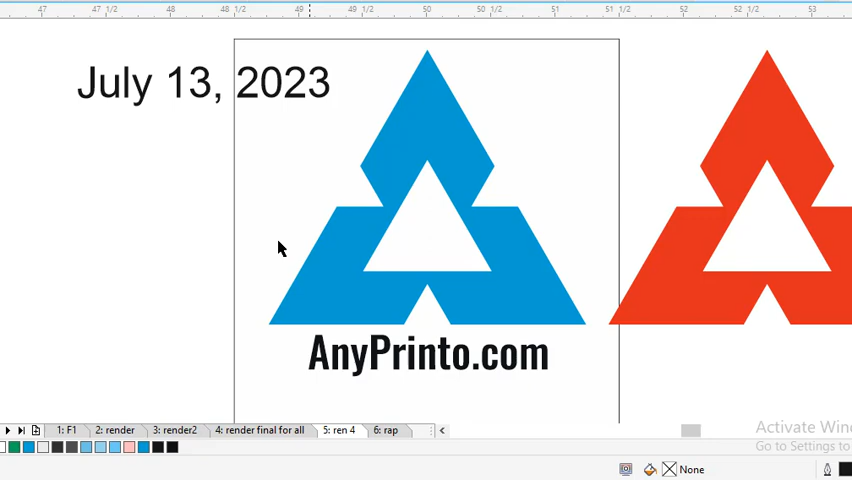 47 47 1/2 48 48 1/2 49 49 1/2 50 50 1/2 51 51 1/2 52 52 1/2 53
July 13, 2023
AnyPrinto.com
1: F1 2: render 3: render2 4: render final for all 5: ren 4 6: rap
Activate Win
Go to Settings to
None